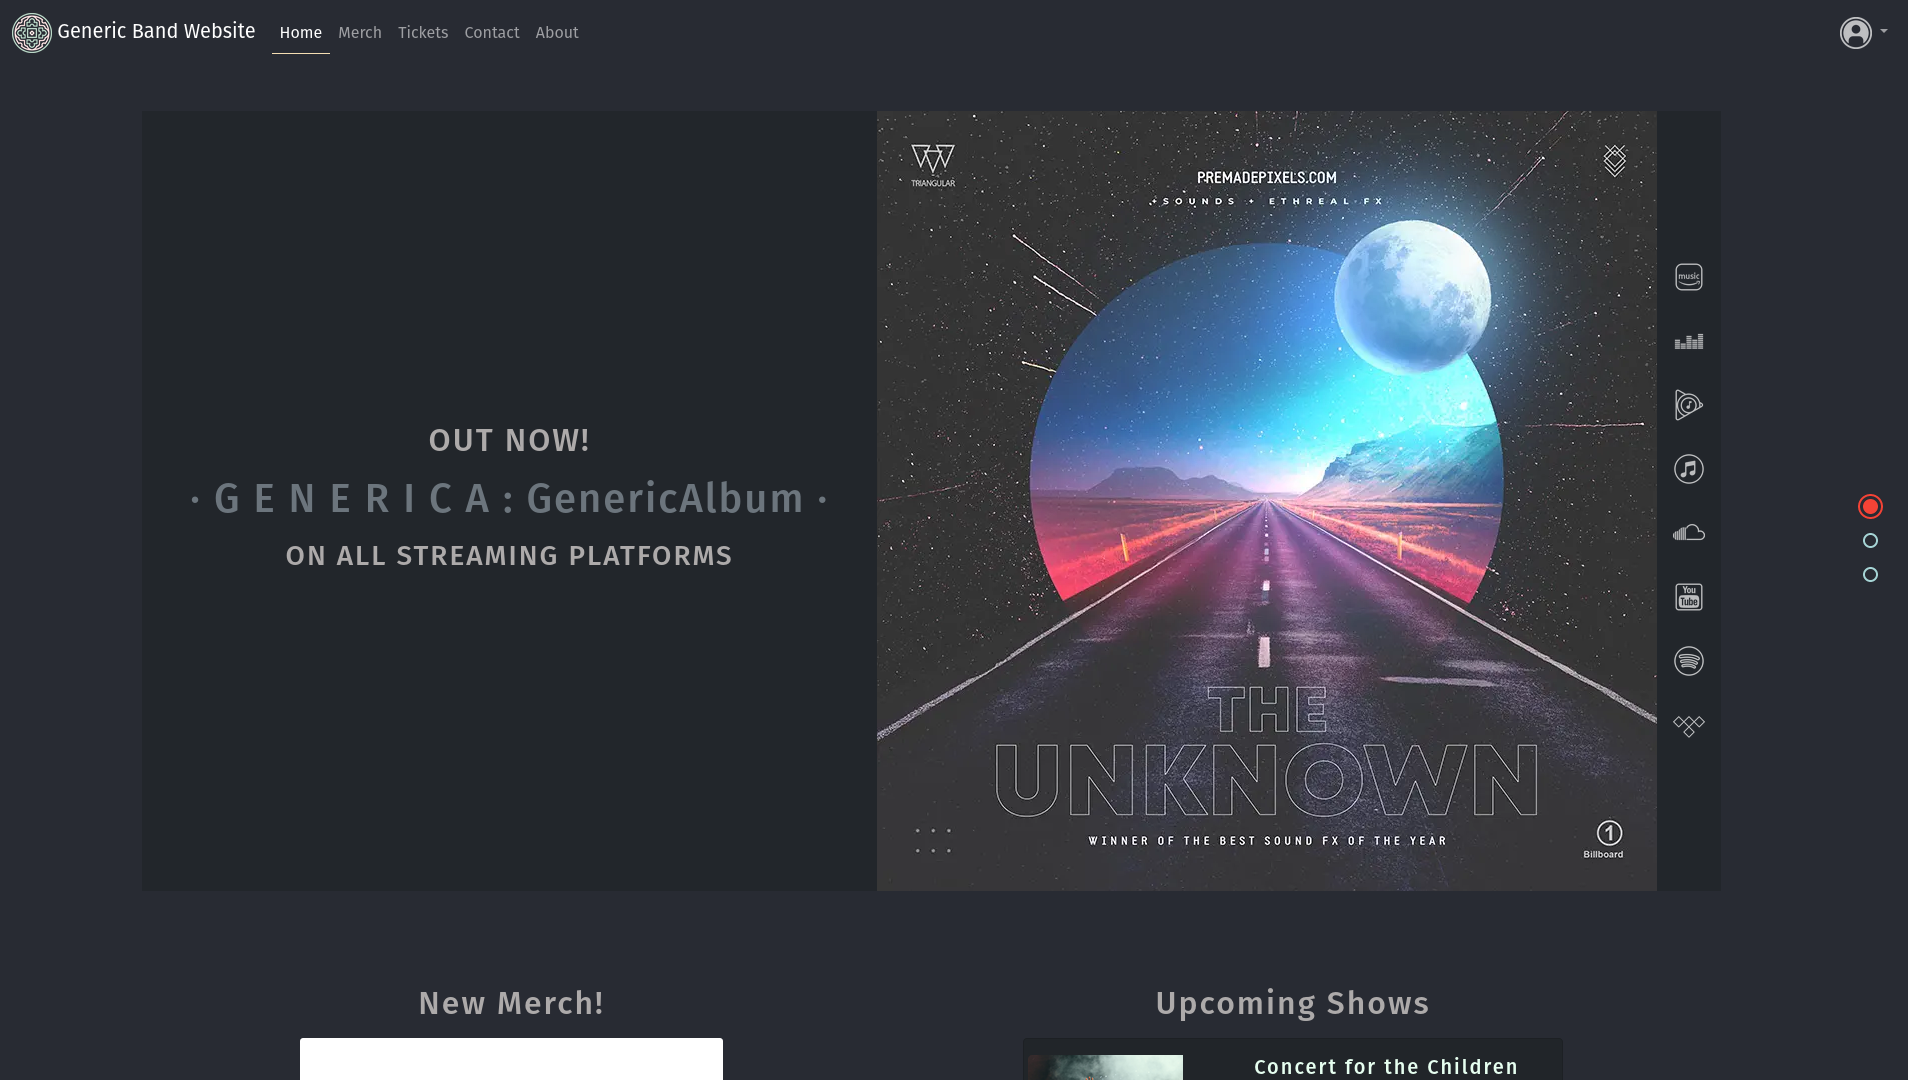 Generic Band Website
Home
Merch
Tickets
Contact
About
OUT NOW!
· G E N E R I C A : GenericAlbum ·
ON ALL STREAMING PLATFORMS
TRIANGULAR
PREMADEPIXELS.COM
+ SOUNDS + ETHREAL FX
THE
UNKNOWN
WINNER OF THE BEST SOUND FX OF THE YEAR
1
Billboard
music
You
Tube
New Merch!
Upcoming Shows
Concert for the Children